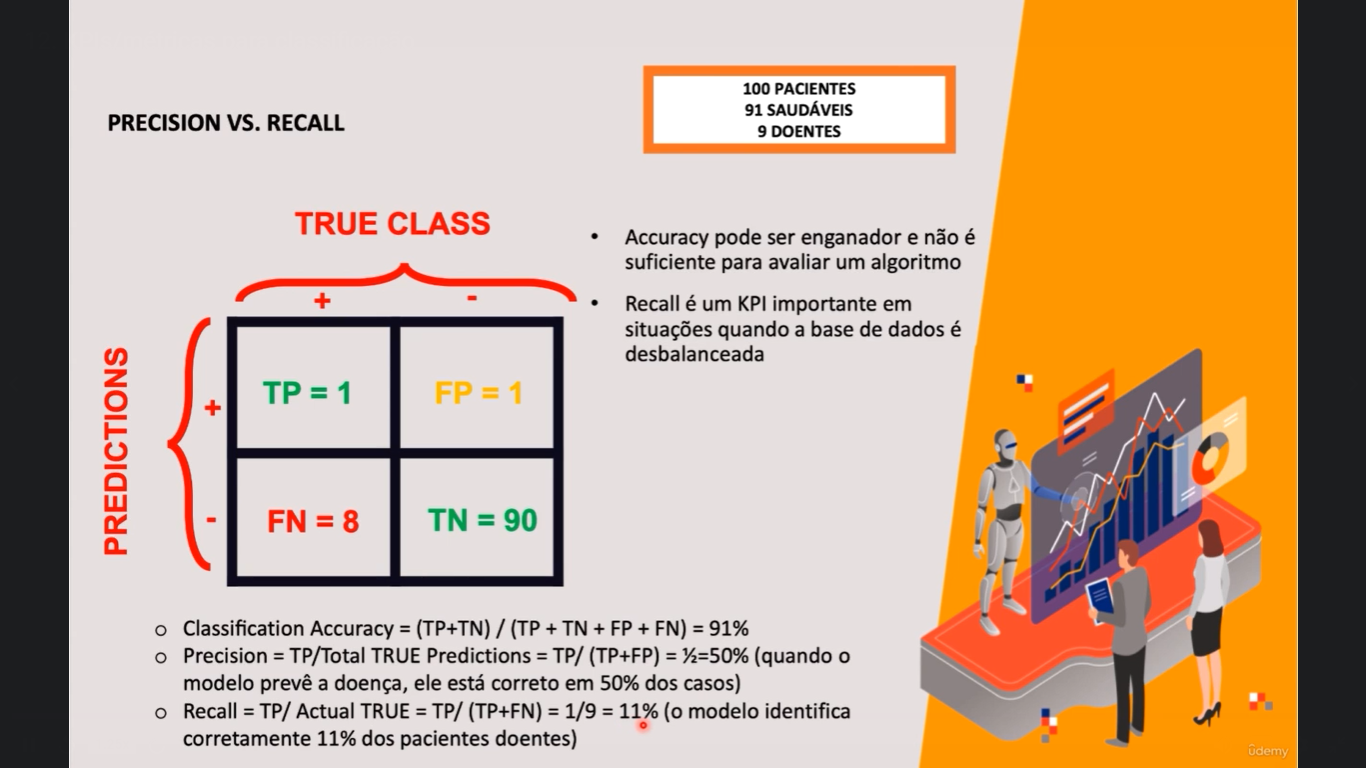 100 PACIENTES
91 SAUDÁVEIS
9 DOENTES
PRECISION VS. RECALL
TRUE CLASS
+ -
PREDICTIONS
+
-
TP = 1
FP = 1
FN = 8
TN = 90
• Accuracy pode ser enganador e não é
suficiente para avaliar um algoritmo
• Recall é um KPI importante em
situações quando a base de dados é
desbalanceada
o Classification Accuracy = (TP+TN) / (TP + TN + FP + FN) = 91%
o Precision = TP/Total TRUE Predictions = TP/ (TP+FP) = ½=50% (quando o
modelo prevê a doença, ele está correto em 50% dos casos)
o Recall = TP/ Actual TRUE = TP/ (TP+FN) = 1/9 = 11% (o modelo identifica
corretamente 11% dos pacientes doentes)
ûdemy